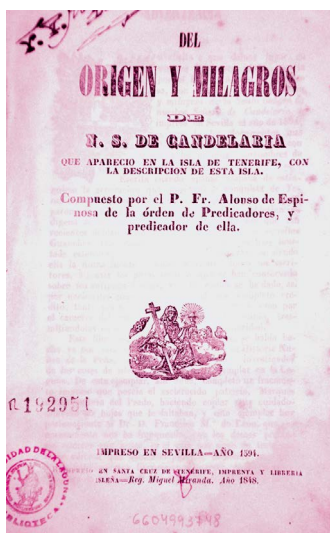 DEL
ORIGEN Y MILAGROS
DE
N. S. DE CANDELARIA
QUE APARECIO EN LA ISLA DE TENERIFE, CON
LA DESCRIPCION DE ESTA ISLA.
Compuesto por el P. Fr. Alonso de Espi-
nosa de la órden de Predicadores, y
predicador de ella.
192951
IMPRESO EN SEVILLA=AÑO 1594.
EN SANTA CRUZ DE TENERIFE, IMPRENTA Y LIBRERIA
ISLEÑA=Reg. Miguel Miranda. Año 1848.
6604993748